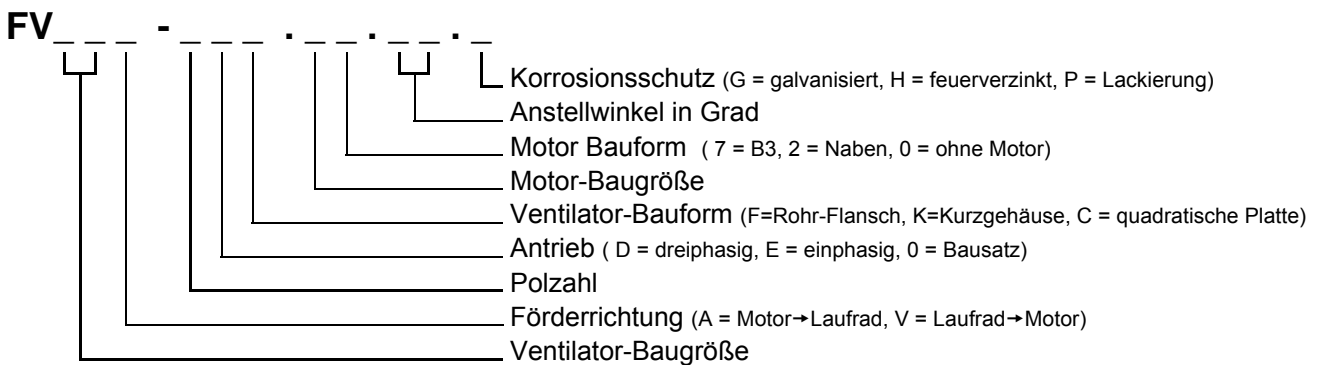 FV_ _ _ - _ _ _ . _ _ . _ _ . _
Korrosionsschutz (G = galvanisiert, H = feuerverzinkt, P = Lackierung)
Anstellwinkel in Grad
Motor Bauform ( 7 = B3, 2 = Naben, 0 = ohne Motor)
Motor-Baugröße
Ventilator-Bauform (F=Rohr-Flansch, K=Kurzgehäuse, C = quadratische Platte)
Antrieb ( D = dreiphasig, E = einphasig, 0 = Bausatz)
Polzahl
Förderrichtung (A = Motor→Laufrad, V = Laufrad→Motor)
Ventilator-Baugröße